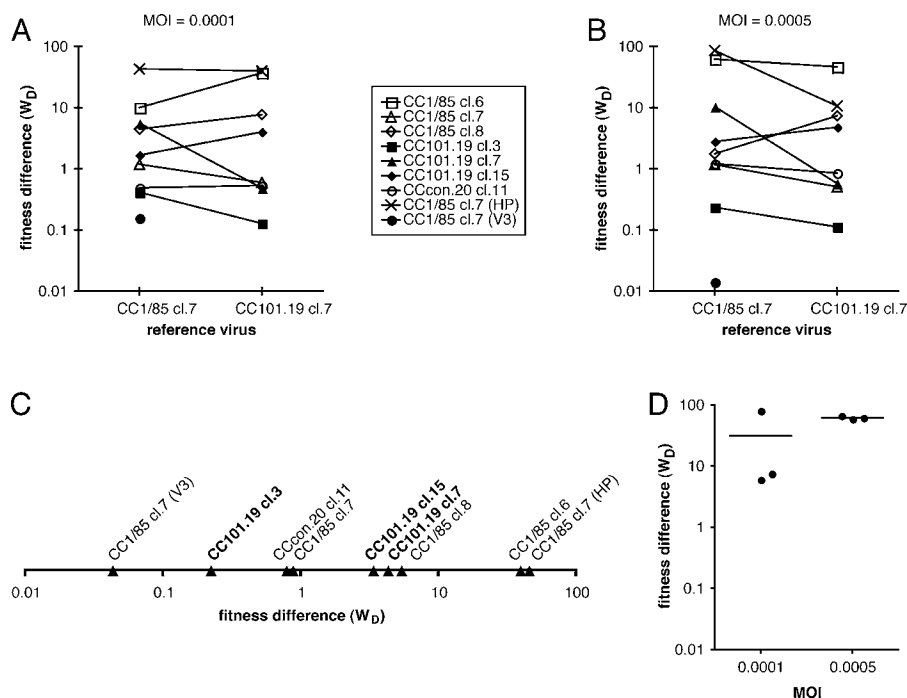 A
MOI = 0.0001
fitness difference (WD)
100
10
1
0.1
0.01
CC1/85 cl.7
CC101.19 cl.7
reference virus
CC1/85 cl.6
CC1/85 cl.7
CC1/85 cl.8
CC101.19 cl.3
CC101.19 cl.7
CC101.19 cl.15
CCcon.20 cl.11
CC1/85 cl.7 (HP)
CC1/85 cl.7 (V3)
B
MOI = 0.0005
fitness difference (WD)
100
10
1
0.1
0.01
CC1/85 cl.7
CC101.19 cl.7
reference virus
C
CC1/85 cl.7 (V3)
CC101.19 cl.3
CCcon.20 cl.11
CC1/85 cl.7
CC101.19 cl.15
CC101.19 cl.7
CC1/85 cl.8
CC1/85 cl.6
CC1/85 cl.7 (HP)
0.01
0.1
1
10
100
fitness difference (WD)
D
fitness difference (WD)
100
10
1
0.1
0.01
0.0001
0.0005
MOI